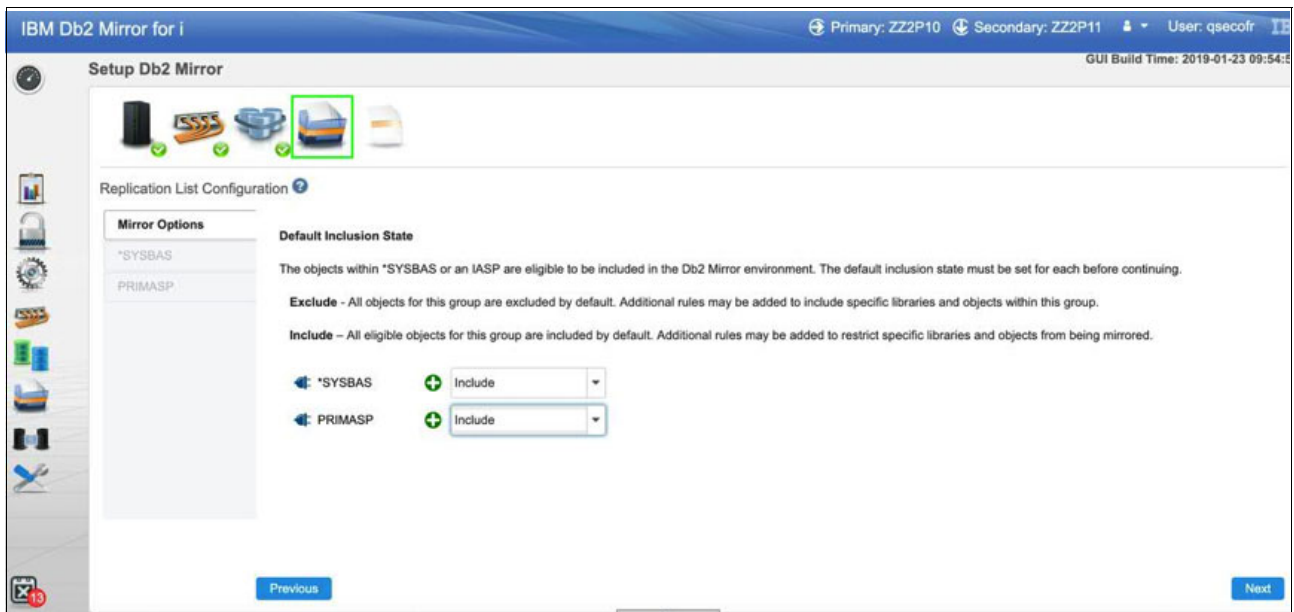 IBM Db2 Mirror for i
Primary: ZZ2P10 Secondary: ZZ2P11 User: qsecofr
GUI Build Time: 2019-01-23 09:54:5
Setup Db2 Mirror
Replication List Configuration ?
Mirror Options
*SYSBAS
PRIMASP
Default Inclusion State
The objects within *SYSBAS or an IASP are eligible to be included in the Db2 Mirror environment. The default inclusion state must be set for each before continuing.
Exclude - All objects for this group are excluded by default. Additional rules may be added to include specific libraries and objects within this group.
Include – All eligible objects for this group are included by default. Additional rules may be added to restrict specific libraries and objects from being mirrored.
*SYSBAS Include
PRIMASP Include
Previous
Next
13